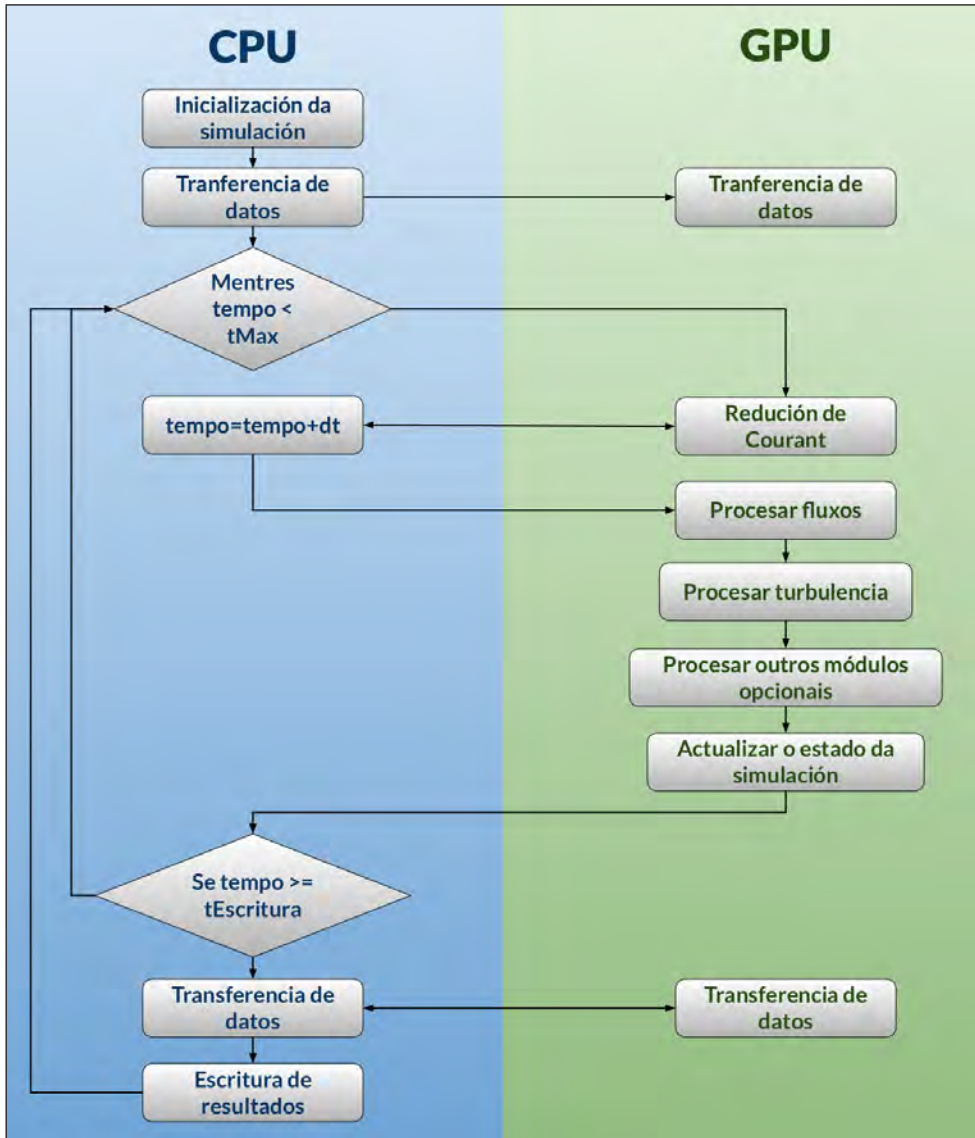 CPU
GPU
Inicialización da
simulación
Tranferencia de
datos
Tranferencia de
datos
Mentres
tempo <
tMax
tempo=tempo+dt
Redución de
Courant
Procesar fluxos
Procesar turbulencia
Procesar outros módulos
opcionais
Actualizar o estado da
simulación
Se tempo >=
tEscritura
Transferencia de
datos
Transferencia de
datos
Escritura de
resultados